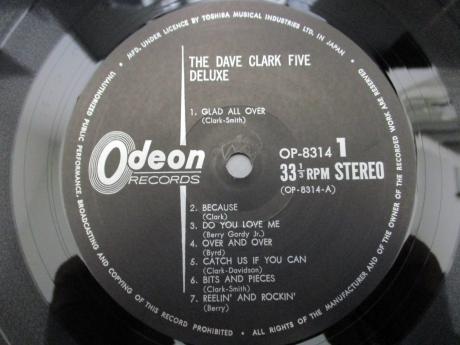 MFD. UNDER LICENCE BY TOSHIBA MUSICAL INDUSTRIES LTD. IN JAPAN
THE DAVE CLARK FIVE
DELUXE
1. GLAD ALL OVER
(Clark-Smith)
Odeon
RECORDS
OP-8314 1
33 1/3 RPM STEREO
(OP-8314-A)
2. BECAUSE
(Clark)
3. DO YOU LOVE ME
(Berry Gordy Jr.)
4. OVER AND OVER
(Byrd)
5. CATCH US IF YOU CAN
(Clark-Davidson)
6. BITS AND PIECES
(Clark-Smith)
7. REELIN' AND ROCKIN'
(Berry)
UNAUTHORIZED PUBLIC PERFORMANCE, BROADCASTING AND COPYING OF THIS RECORD PROHIBITED • ALL RIGHTS OF THE MANUFACTURER AND OF THE OWNER OF THE RECORDED WORK ARE RESERVED